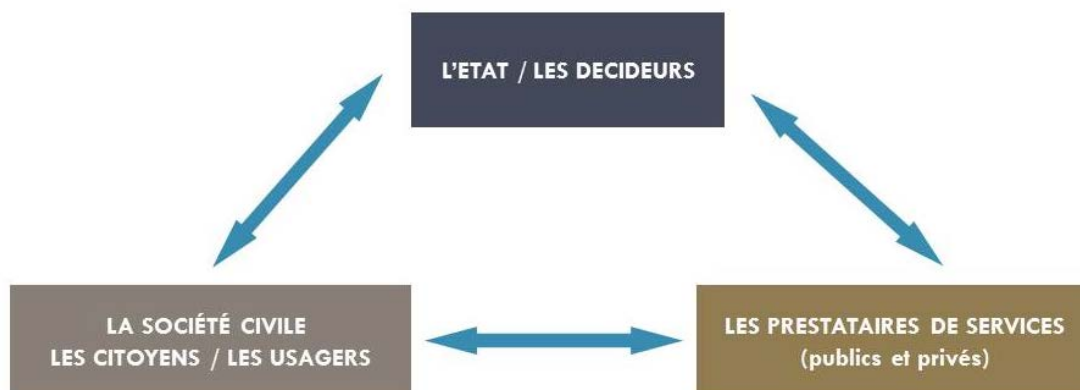 L'ETAT / LES DECIDEURS
LA SOCIÉTÉ CIVILE
LES CITOYENS / LES USAGERS
LES PRESTATAIRES DE SERVICES
(publics et privés)